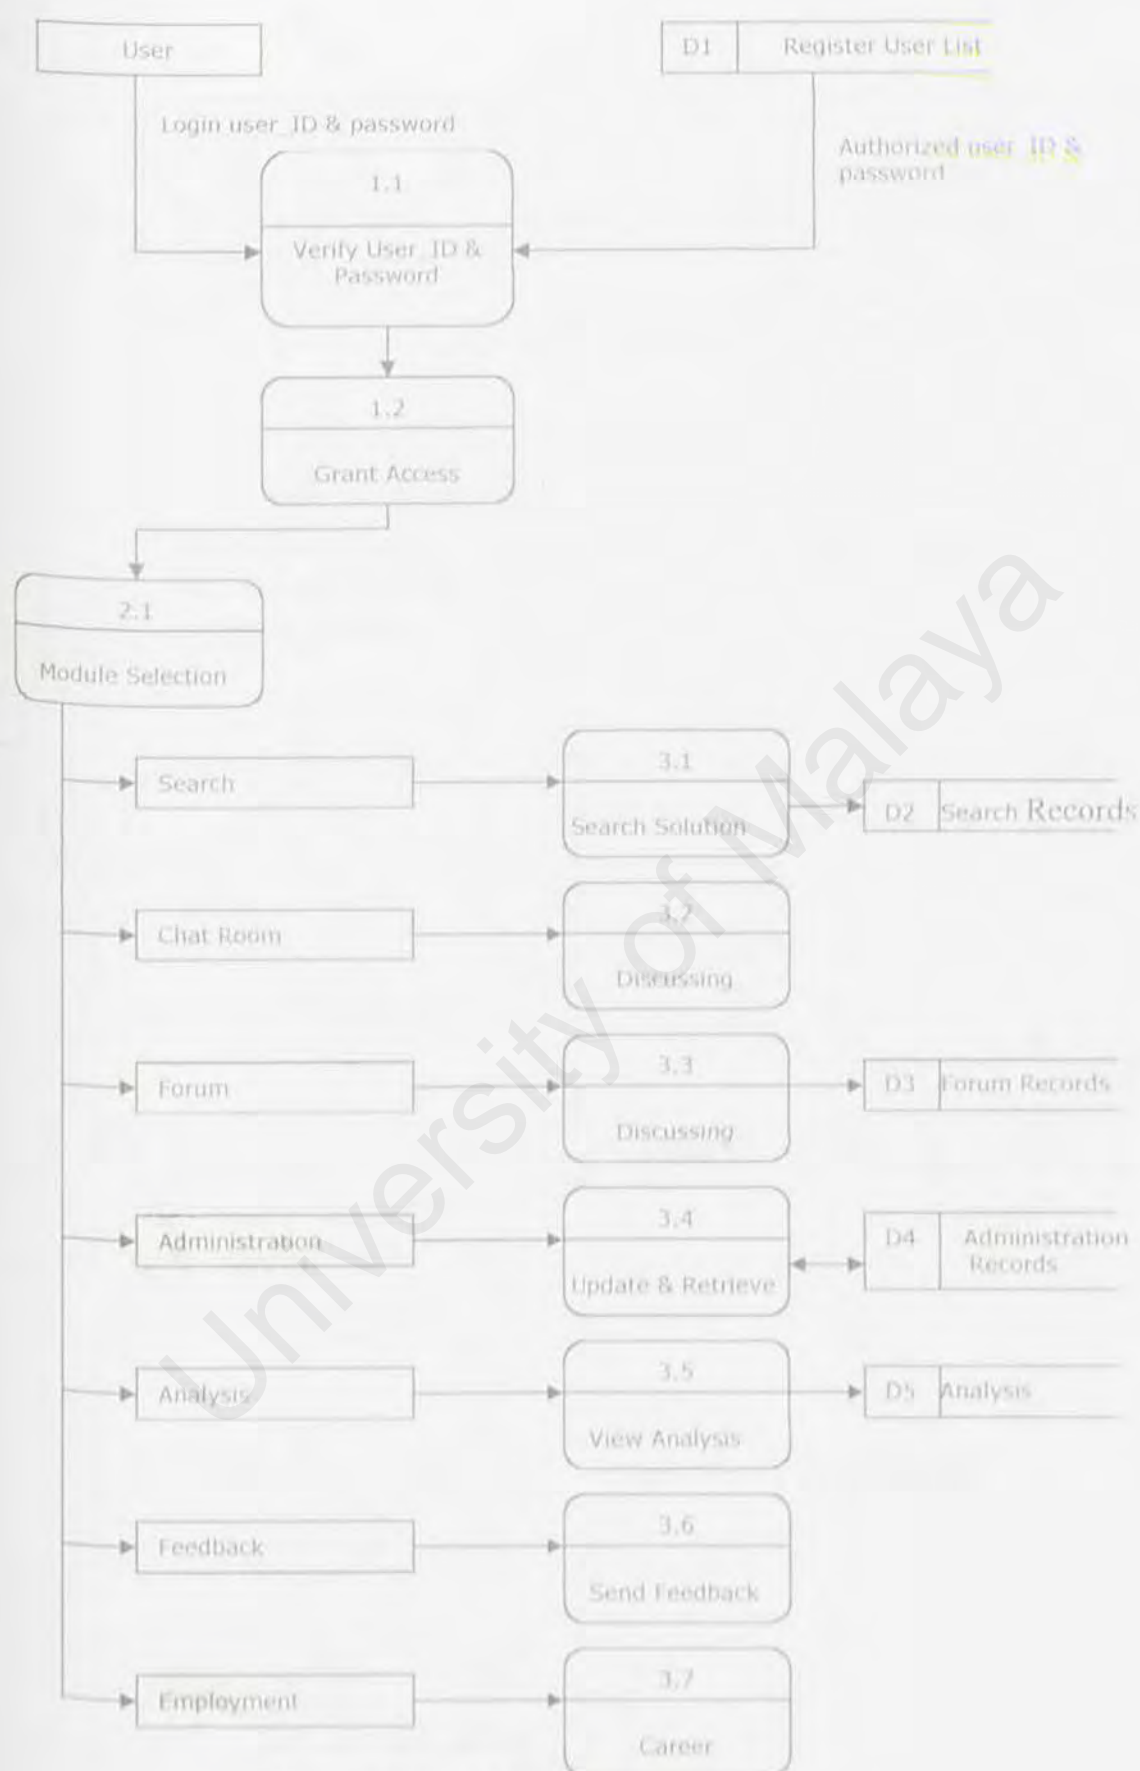 User
D1
Register User List
Login user_ID & password
Authorized user_ID &
password
1.1
Verify User_ID &
Password
1.2
Grant Access
2.1
Module Selection
Search
3.1
Search Solution
D2
Search Records
Chat Room
3.2
Discussing
Forum
3.3
Discussing
D3
Forum Records
Administration
3.4
Update & Retrieve
D4
Administration
Records
Analysis
3.5
View Analysis
D5
Analysis
Feedback
3.6
Send Feedback
Employment
3.7
Career
University of Malaya